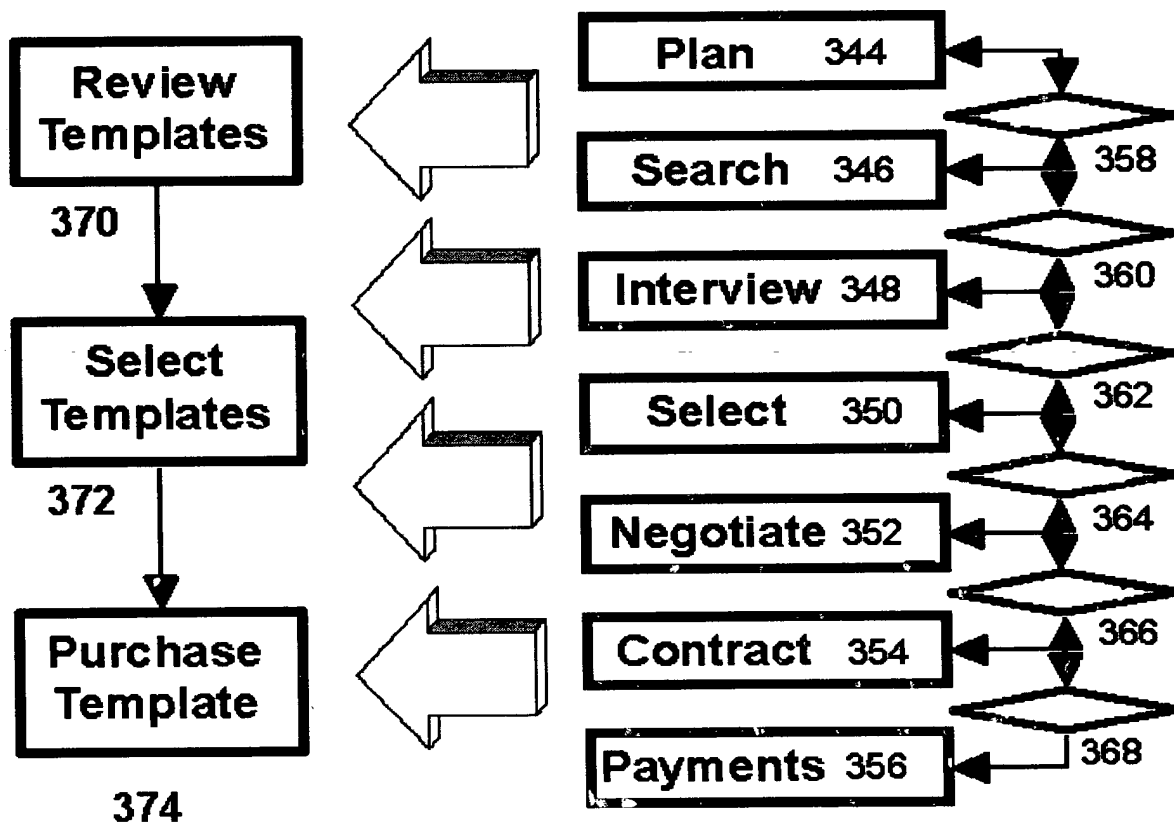 Review
Templates
370
Select
Templates
372
Purchase
Template
374
Plan 344
358
Search 346
360
Interview 348
362
Select 350
364
Negotiate 352
366
Contract 354
368
Payments 356